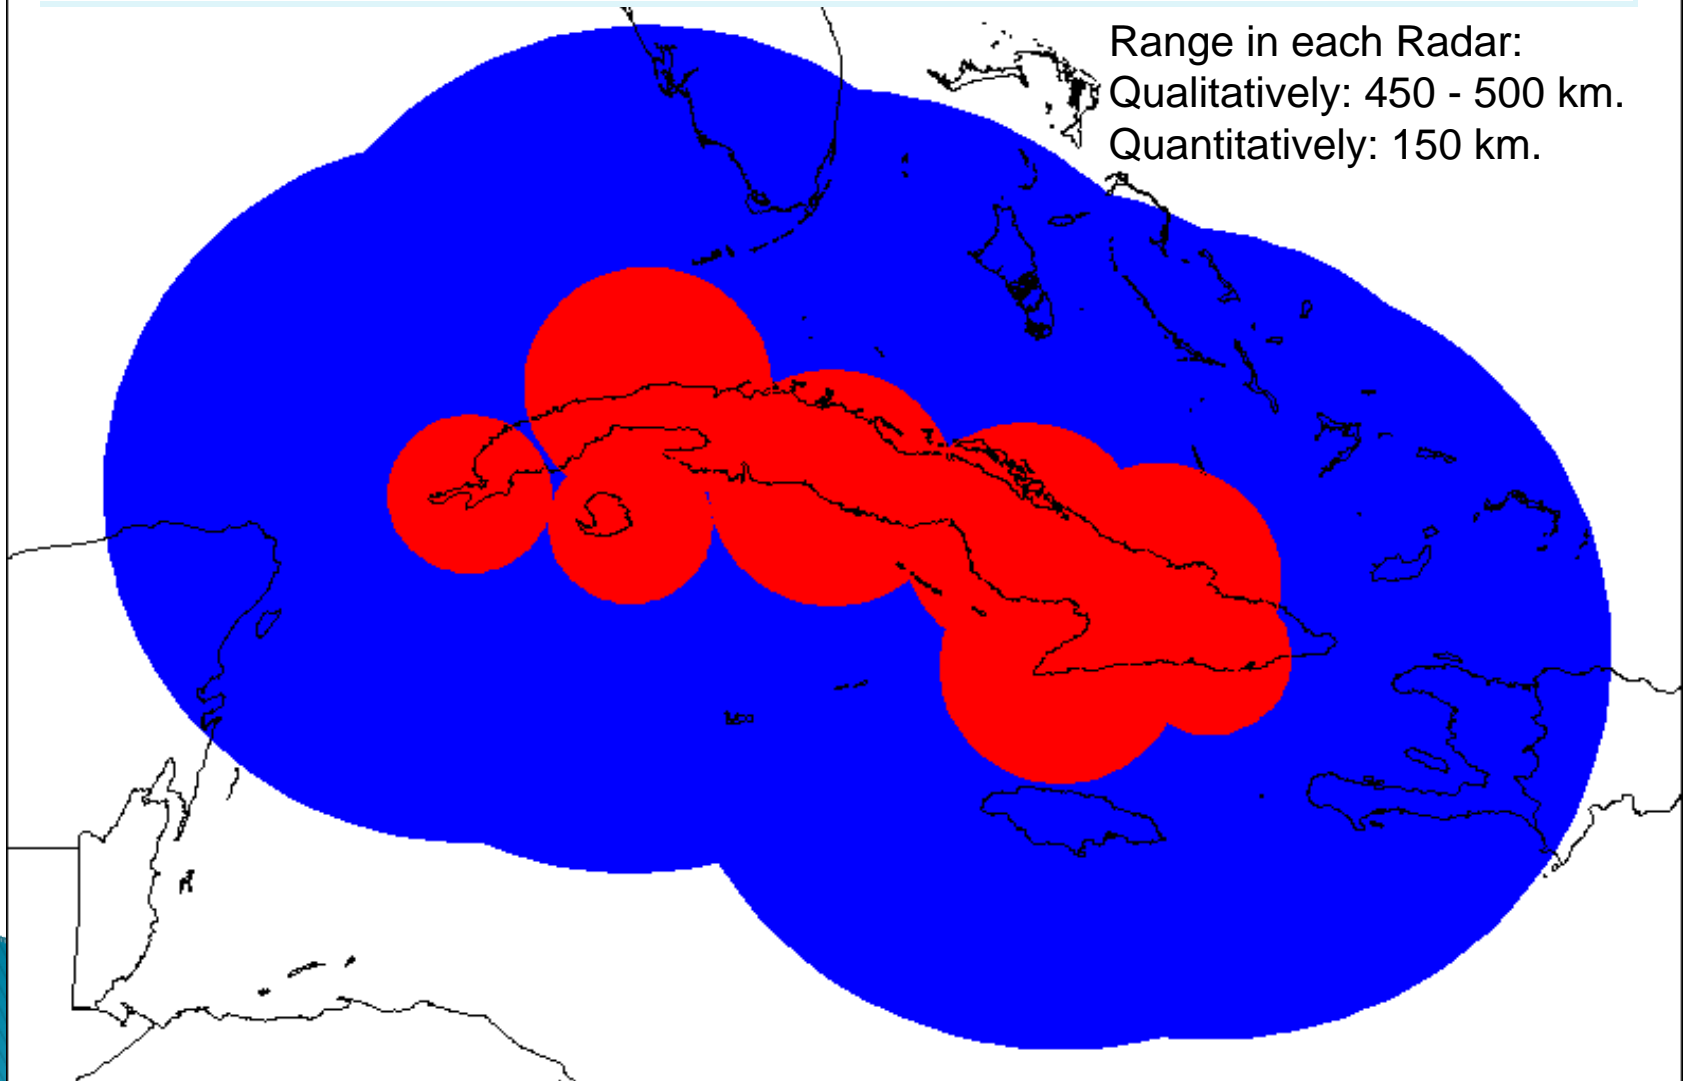 Range in each Radar:
Qualitatively: 450 - 500 km.
Quantitatively: 150 km.